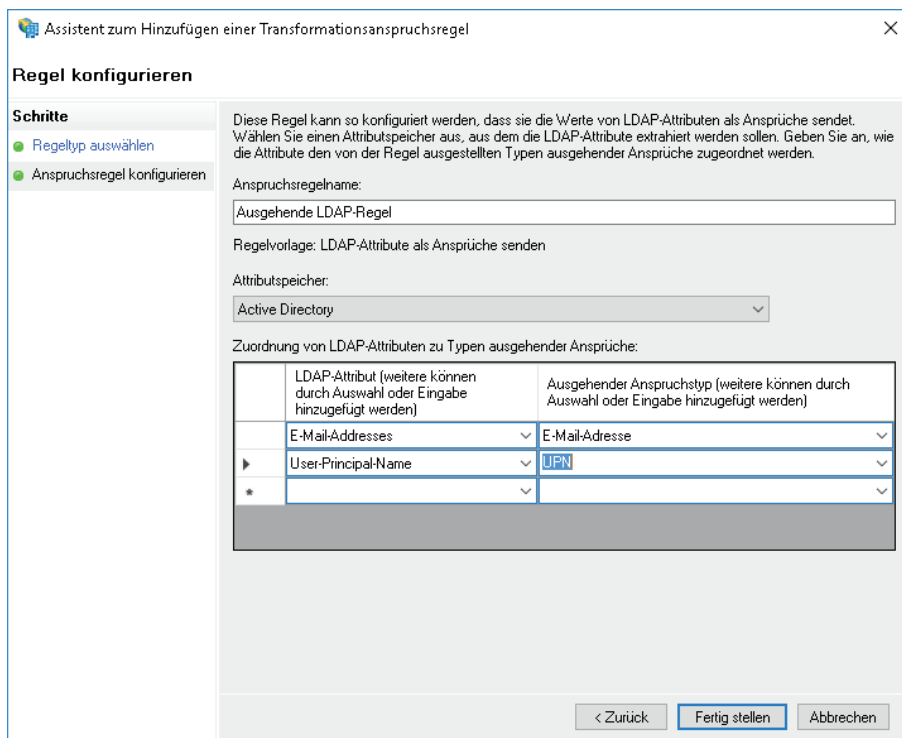 Assistent zum Hinzufügen einer Transformationsanspruchsregel
Regel konfigurieren
Schritte
Regeltyp auswählen
Anspruchsregel konfigurieren
Diese Regel kann so konfiguriert werden, dass sie die Werte von LDAP-Attributen als Ansprüche sendet.
Wählen Sie einen Attributspeicher aus, aus dem die LDAP-Attribute extrahiert werden sollen. Geben Sie an, wie
die Attribute den von der Regel ausgestellten Typen ausgehender Ansprüche zugeordnet werden.
Anspruchsregelname:
Ausgehende LDAP-Regel
Regelvorlage: LDAP-Attribute als Ansprüche senden
Attributspeicher:
Active Directory
Zuordnung von LDAP-Attributen zu Typen ausgehender Ansprüche:
LDAP-Attribut (weitere können
durch Auswahl oder Eingabe
hinzugefügt werden)
Ausgehender Anspruchstyp (weitere können durch
Auswahl oder Eingabe hinzugefügt werden)
E-Mail-Addresses
E-Mail-Adresse
User-Principal-Name
UPN
*
< Zurück
Fertig stellen
Abbrechen